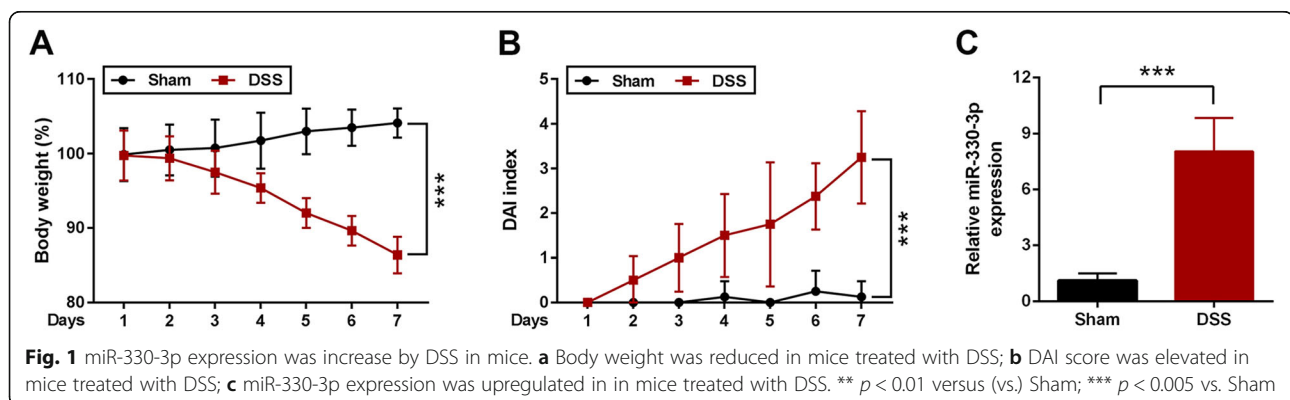 A
Sham DSS
Body weight (%)
110
100
90
80
***
Days 1 2 3 4 5 6 7
B
Sham DSS
DAI index
5
4
3
2
1
0
***
Days 1 2 3 4 5 6 7
C
Relative miR-330-3p
expression
12
9
6
3
0
***
Sham DSS
Fig. 1 miR-330-3p expression was increase by DSS in mice. a Body weight was reduced in mice treated with DSS; b DAI score was elevated in
mice treated with DSS; c miR-330-3p expression was upregulated in in mice treated with DSS. ** p < 0.01 versus (vs.) Sham; *** p < 0.005 vs. Sham